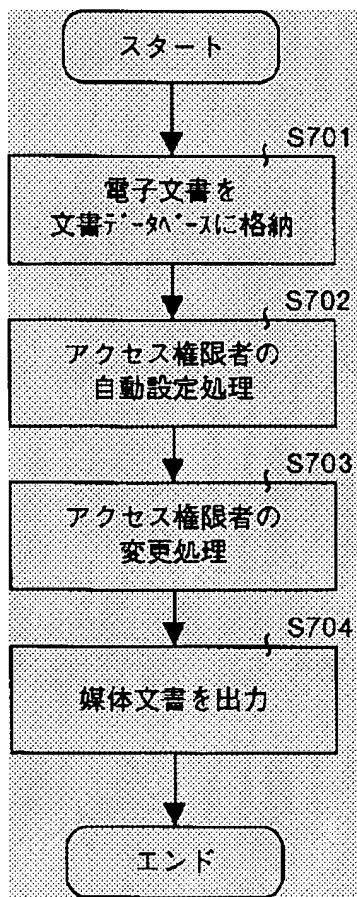 スタート
S701
電子文書を
文書ﾃﾞｰﾀﾍﾞｰｽに格納
S702
アクセス権限者の
自動設定処理
S703
アクセス権限者の
変更処理
S704
媒体文書を出力
エンド